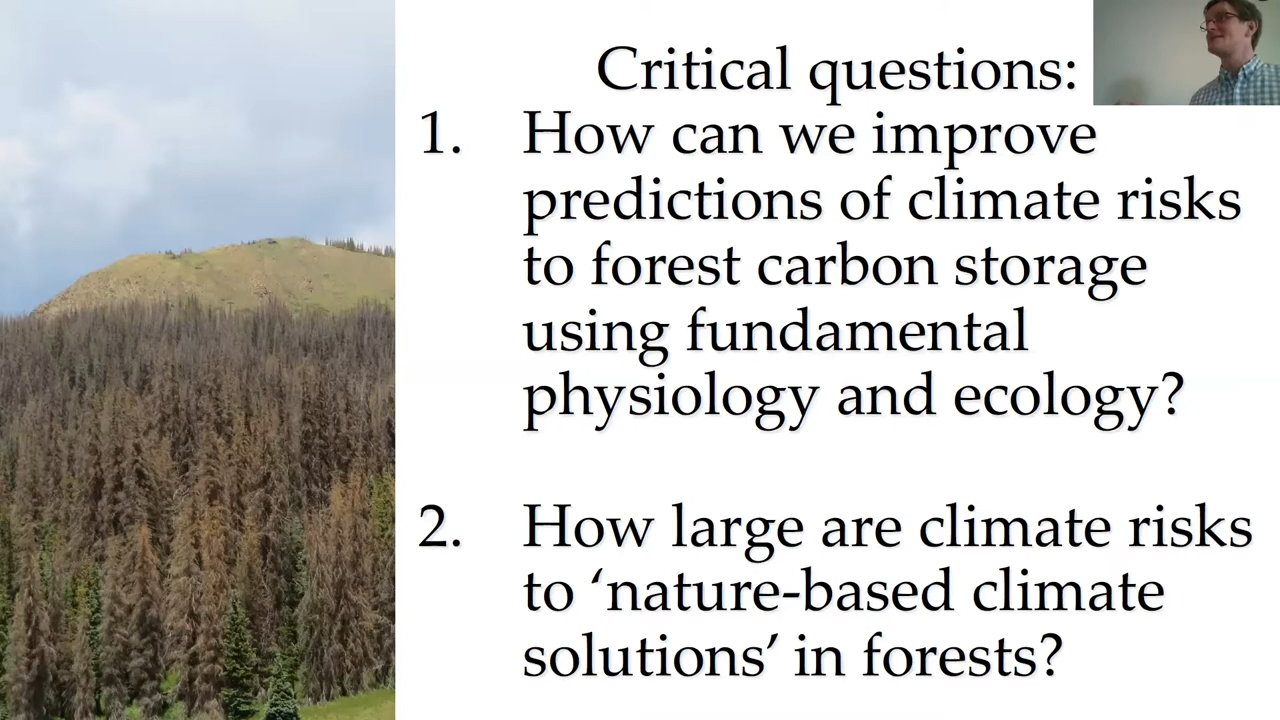 Critical questions:
1. How can we improve
predictions of climate risks
to forest carbon storage
using fundamental
physiology and ecology?
2. How large are climate risks
to ‘nature-based climate
solutions’ in forests?